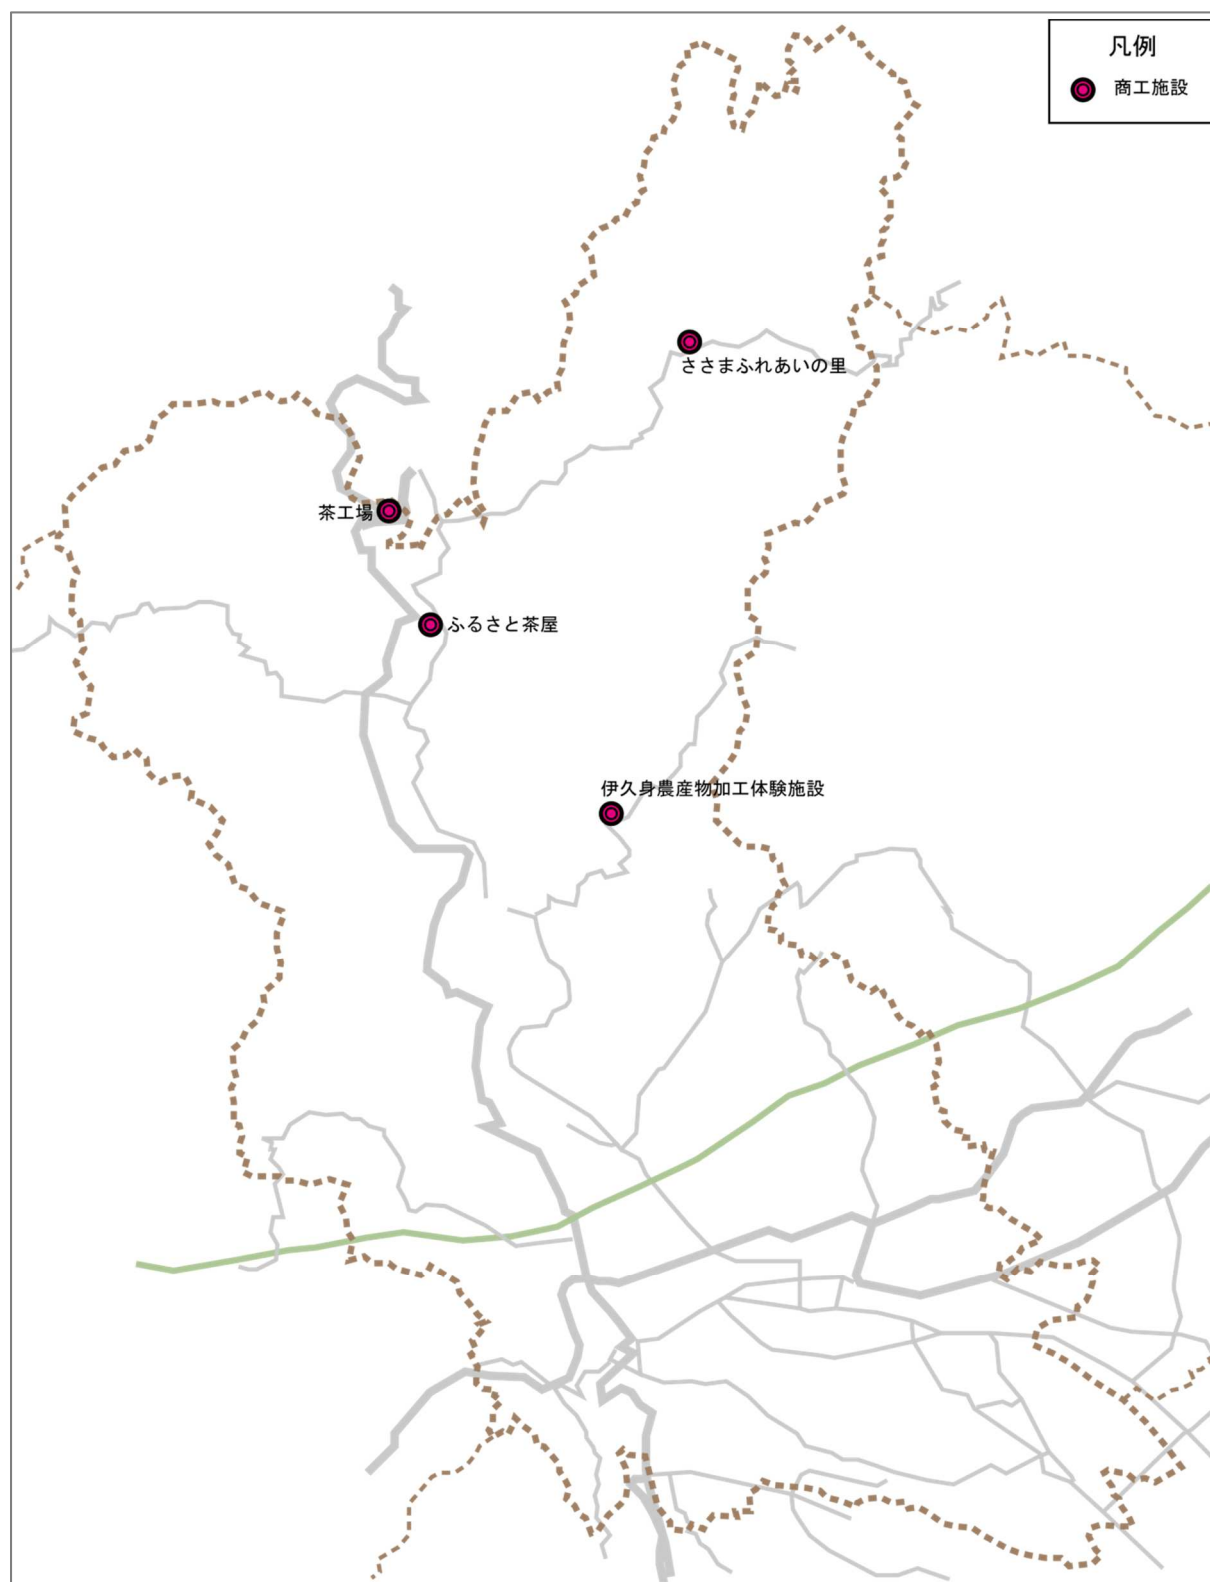 凡例
商工施設
ささまふれあいの里
茶工場
ふるさと茶屋
伊久身農産物加工体験施設